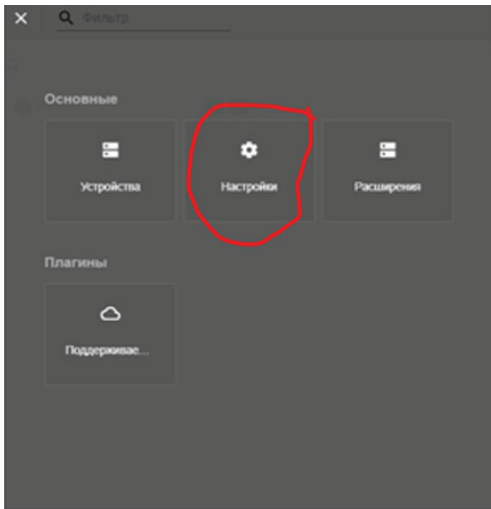 Фильтр
Основные
Устройства
Настройки
Расширения
Плагины
Поддерживае...